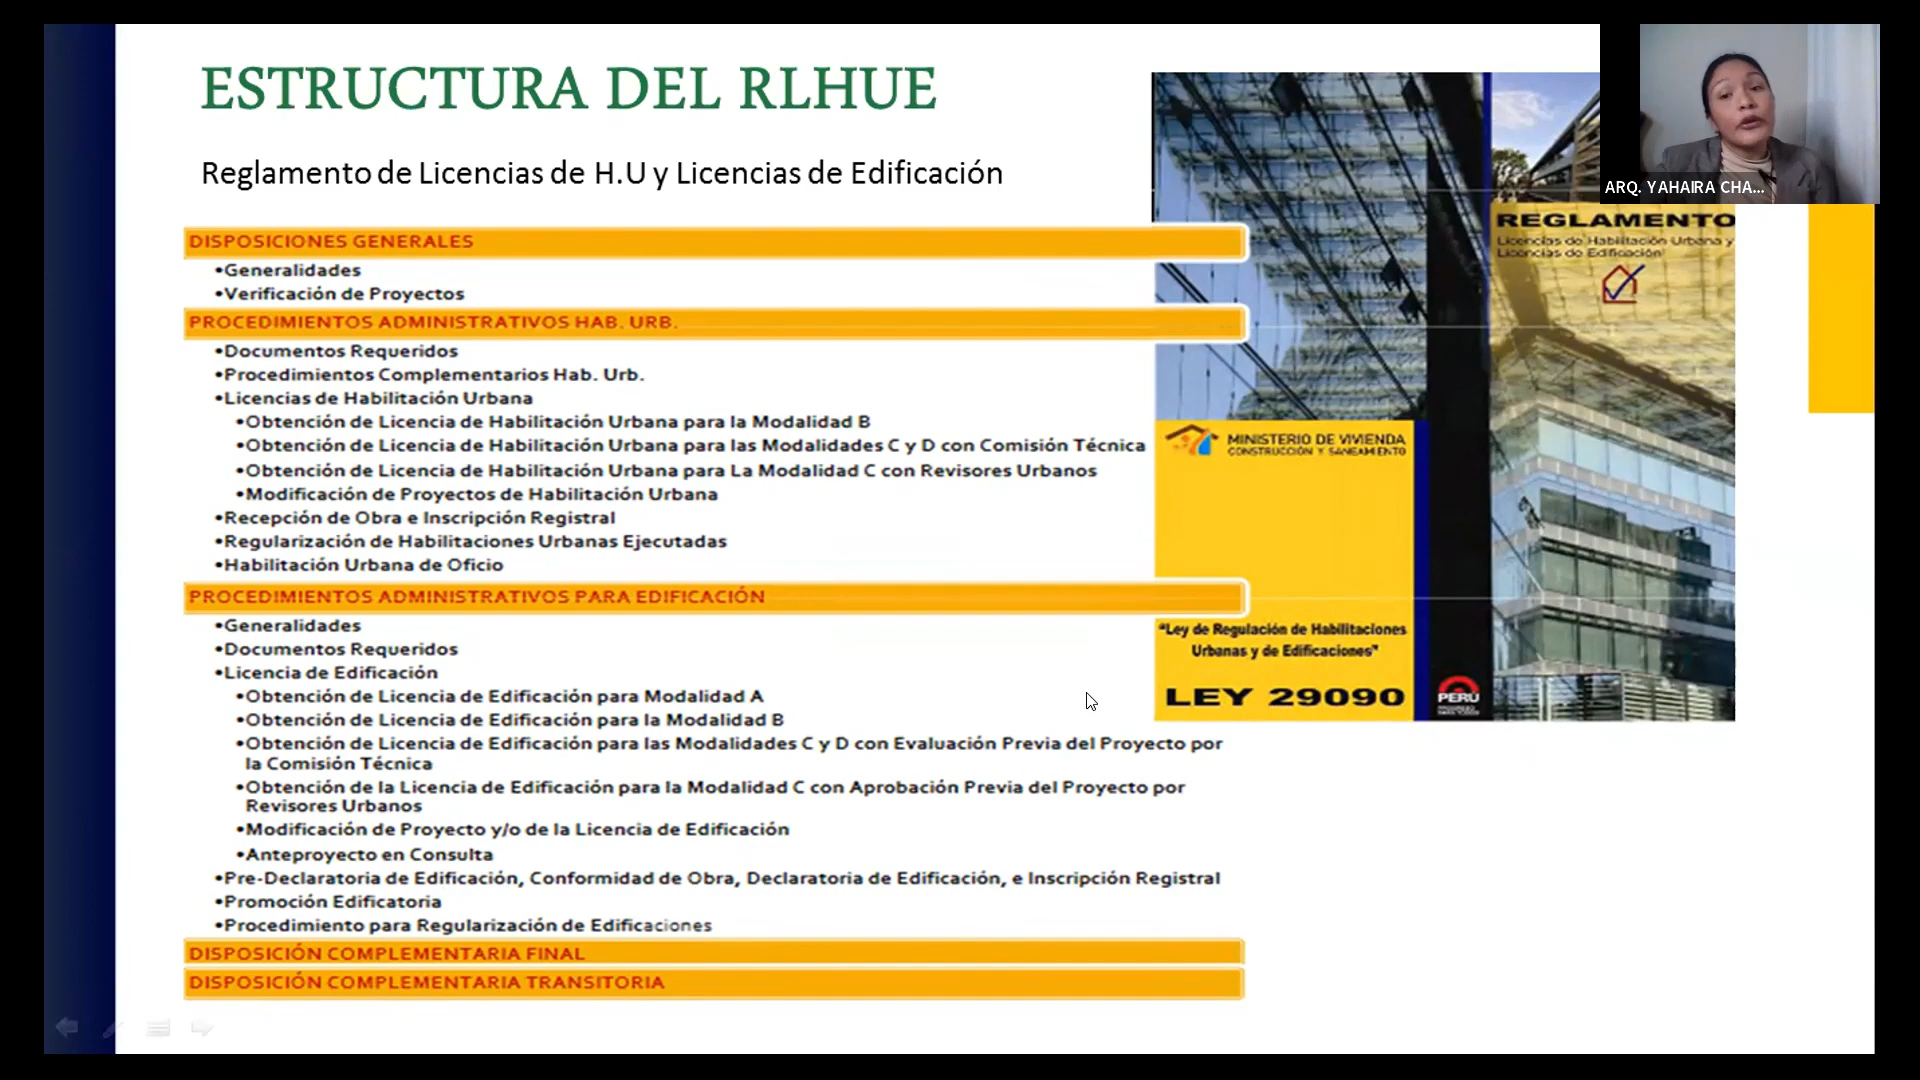 ESTRUCTURA DEL RLHUE
Reglamento de Licencias de H.U y Licencias de Edificación
DISPOSICIONES GENERALES
•Generalidades
•Verificación de Proyectos
PROCEDIMIENTOS ADMINISTRATIVOS HAB. URB.
•Documentos Requeridos
•Procedimientos Complementarios Hab. Urb.
•Licencias de Habilitación Urbana
•Obtención de Licencia de Habilitación Urbana para la Modalidad B
•Obtención de Licencia de Habilitación Urbana para las Modalidades C y D con Comisión Técnica
•Obtención de Licencia de Habilitación Urbana para La Modalidad C con Revisores Urbanos
•Modificación de Proyectos de Habilitación Urbana
•Recepción de Obra e Inscripción Registral
•Regularización de Habilitaciones Urbanas Ejecutadas
•Habilitación Urbana de Oficio
PROCEDIMIENTOS ADMINISTRATIVOS PARA EDIFICACIÓN
•Generalidades
•Documentos Requeridos
•Licencia de Edificación
•Obtención de Licencia de Edificación para Modalidad A
•Obtención de Licencia de Edificación para la Modalidad B
•Obtención de Licencia de Edificación para las Modalidades C y D con Evaluación Previa del Proyecto por
la Comisión Técnica
•Obtención de la Licencia de Edificación para la Modalidad C con Aprobación Previa del Proyecto por
Revisores Urbanos
•Modificación de Proyecto y/o de la Licencia de Edificación
•Anteproyecto en Consulta
•Pre-Declaratoria de Edificación, Conformidad de Obra, Declaratoria de Edificación, e Inscripción Registral
•Promoción Edificatoria
•Procedimiento para Regularización de Edificaciones
DISPOSICIÓN COMPLEMENTARIA FINAL
DISPOSICIÓN COMPLEMENTARIA TRANSITORIA
ARQ. YAHAIRA CHA...
REGLAMENTO
Licencias de Habilitación Urbana y
Licencias de Edificación
MINISTERIO DE VIVIENDA
CONSTRUCCIÓN Y SANEAMIENTO
"Ley de Regulación de Habilitaciones
Urbanas y de Edificaciones"
LEY 29090
PERÚ